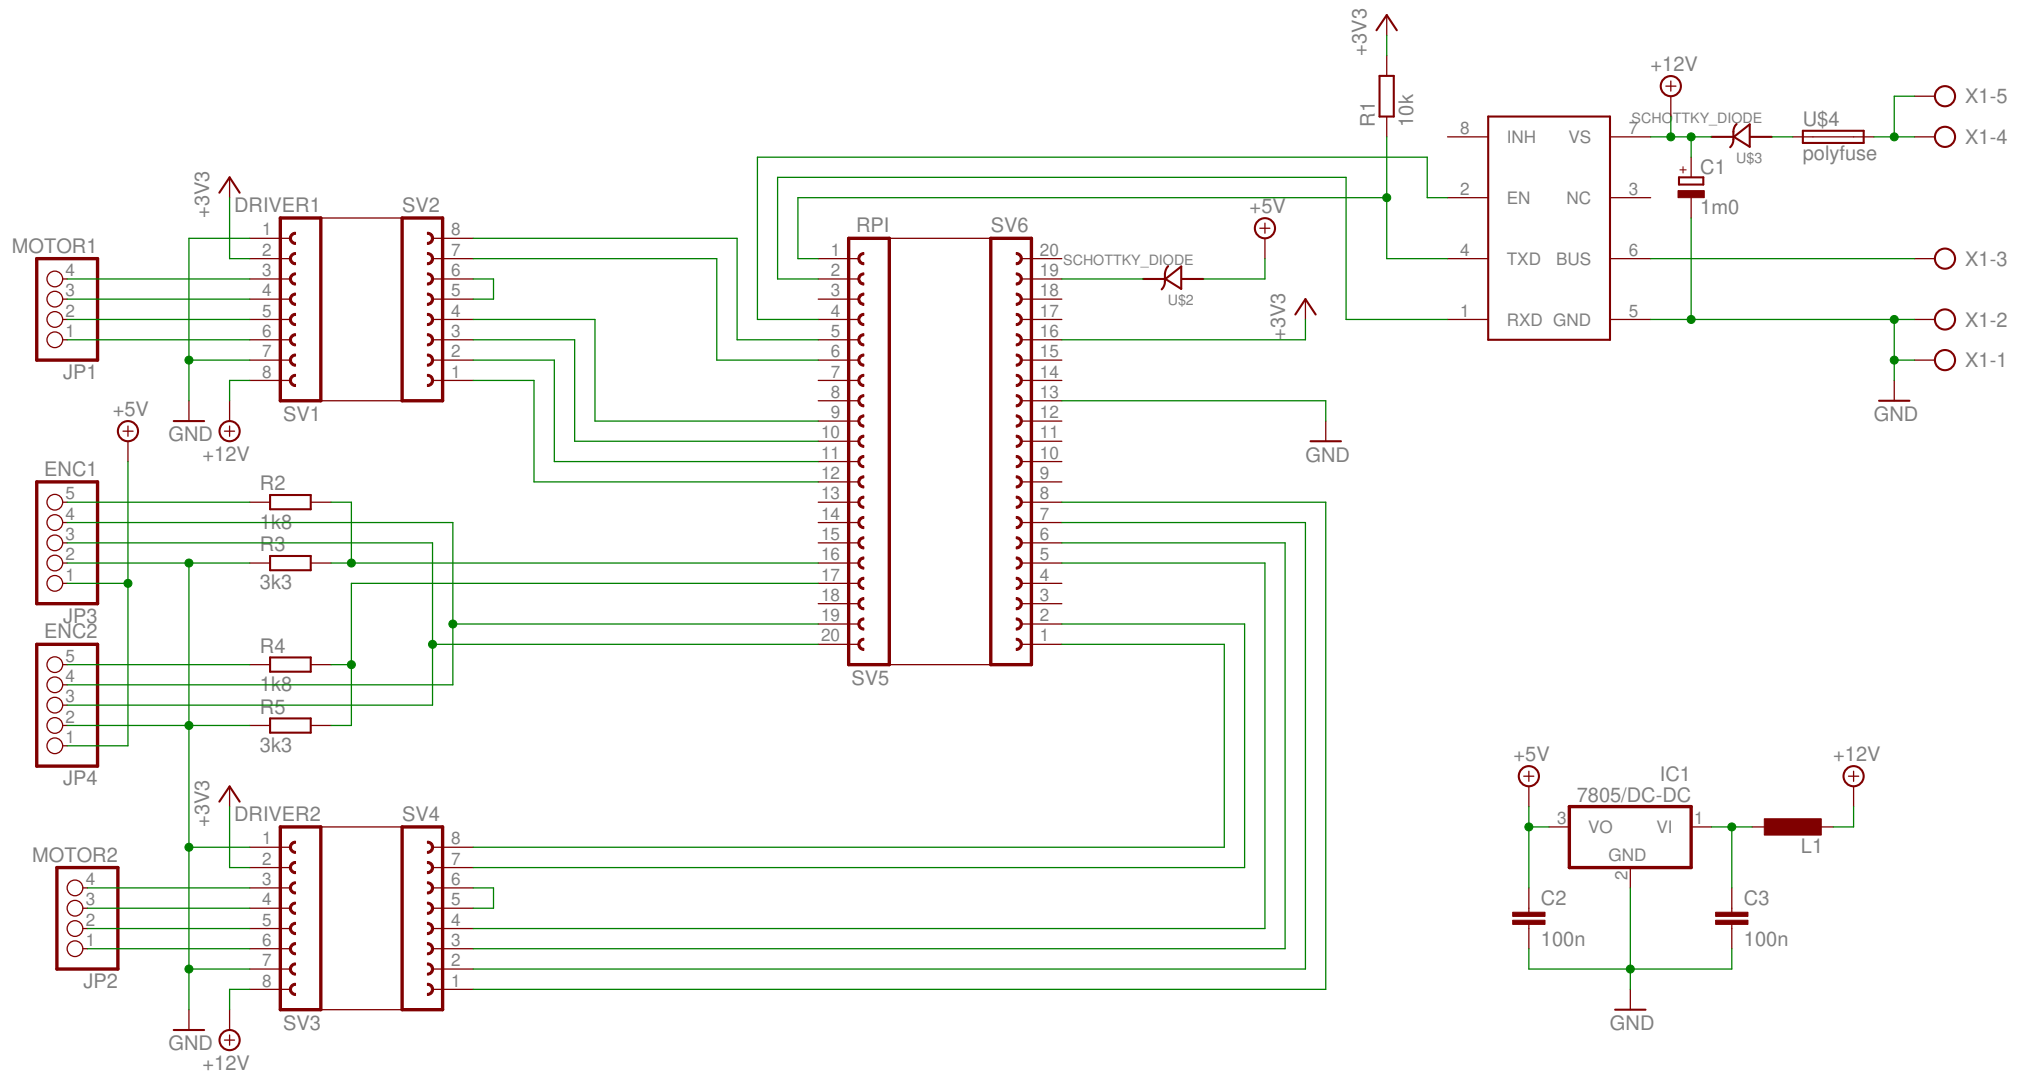 +3V3
R1
10k
+12V
SCHOTTKY_DIODE
U$3
U$4
polyfuse
X1-5
X1-4
X1-3
X1-2
X1-1
8 INH VS 7
2 EN NC 3
4 TXD BUS 6
1 RXD GND 5
C1
+
1m0
GND
+3V3
DRIVER1
SV2
1 8
2 7
3 6
4 5
5 4
6 3
7 2
8 1
SV1
MOTOR1
4
3
2
1
JP1
GND
+12V
+5V
ENC1
5
4
3
2
1
JP3
R2
1k8
R3
3k3
ENC2
5
4
3
2
1
JP4
R4
1k8
R5
3k3
RPI
SV6
1 20
2 19
3 18
4 17
5 16
6 15
7 14
8 13
9 12
10 11
11 10
12 9
13 8
14 7
15 6
16 5
17 4
18 3
19 2
20 1
SV5
SCHOTTKY_DIODE
U$2
+5V
+3V3
GND
+3V3
DRIVER2
SV4
1 8
2 7
3 6
4 5
5 4
6 3
7 2
8 1
SV3
MOTOR2
4
3
2
1
JP2
GND
+12V
+5V
IC1
7805/DC-DC
3 VO VI 1
GND
2
+12V
L1
C2
100n
C3
100n
GND